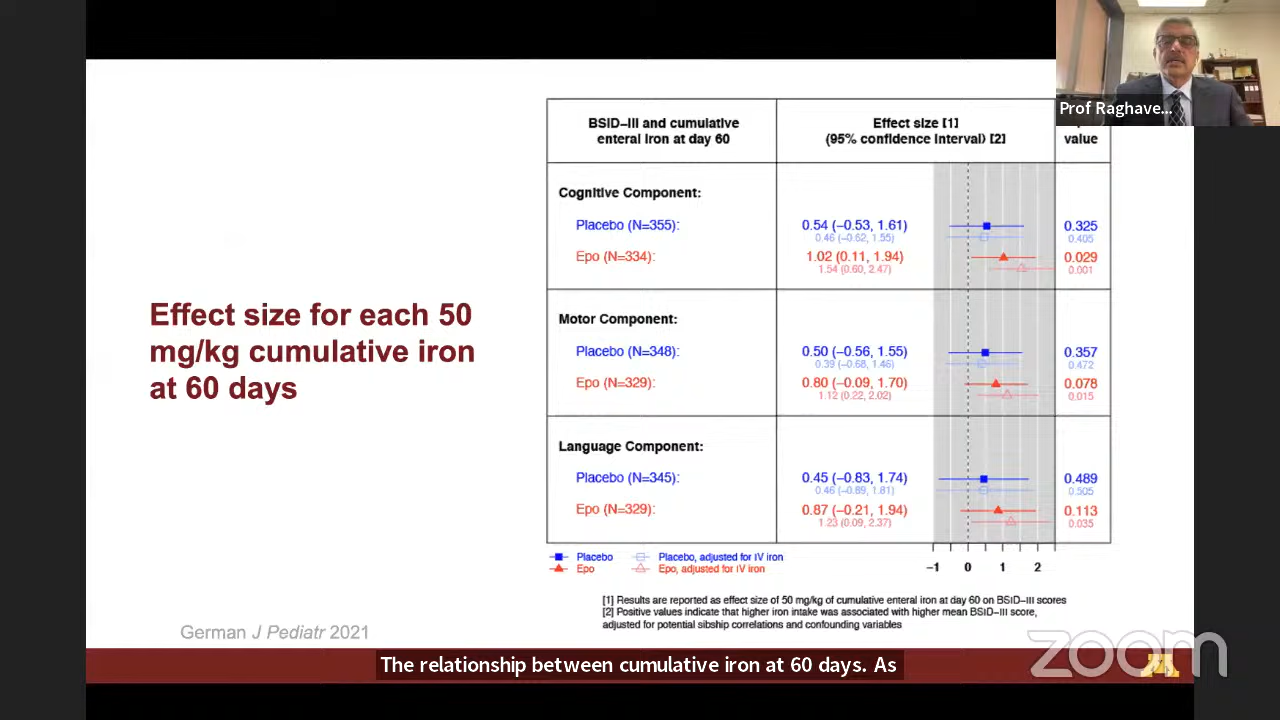 Prof Raghave...
BSID-III and cumulative
enteral iron at day 60
Effect size [1]
(95% confidence interval) [2]
value
Cognitive Component:
Placebo (N=355):
0.54 (−0.53, 1.61)
0.325
0.46 (−0.62, 1.55)
0.405
Epo (N=334):
1.02 (0.11, 1.94)
0.029
1.54 (0.60, 2.47)
0.001
Effect size for each 50
mg/kg cumulative iron
at 60 days
Motor Component:
Placebo (N=348):
0.50 (−0.56, 1.55)
0.357
0.39 (−0.68, 1.46)
0.472
Epo (N=329):
0.80 (−0.09, 1.70)
0.078
1.12 (0.22, 2.02)
0.015
Language Component:
Placebo (N=345):
0.45 (−0.83, 1.74)
0.489
0.46 (−0.89, 1.81)
0.505
Epo (N=329):
0.87 (−0.21, 1.94)
0.113
1.23 (0.09, 2.37)
0.035
Placebo
Placebo, adjusted for IV iron
Epo
Epo, adjusted for IV iron
−1 0 1 2
[1] Results are reported as effect size of 50 mg/kg of cumulative enteral iron at day 60 on BSID-III scores
[2] Positive values indicate that higher iron intake was associated with higher mean BSID-III score,
adjusted for potential sibship correlations and confounding variables
German J Pediatr 2021
zoom
The relationship between cumulative iron at 60 days. As